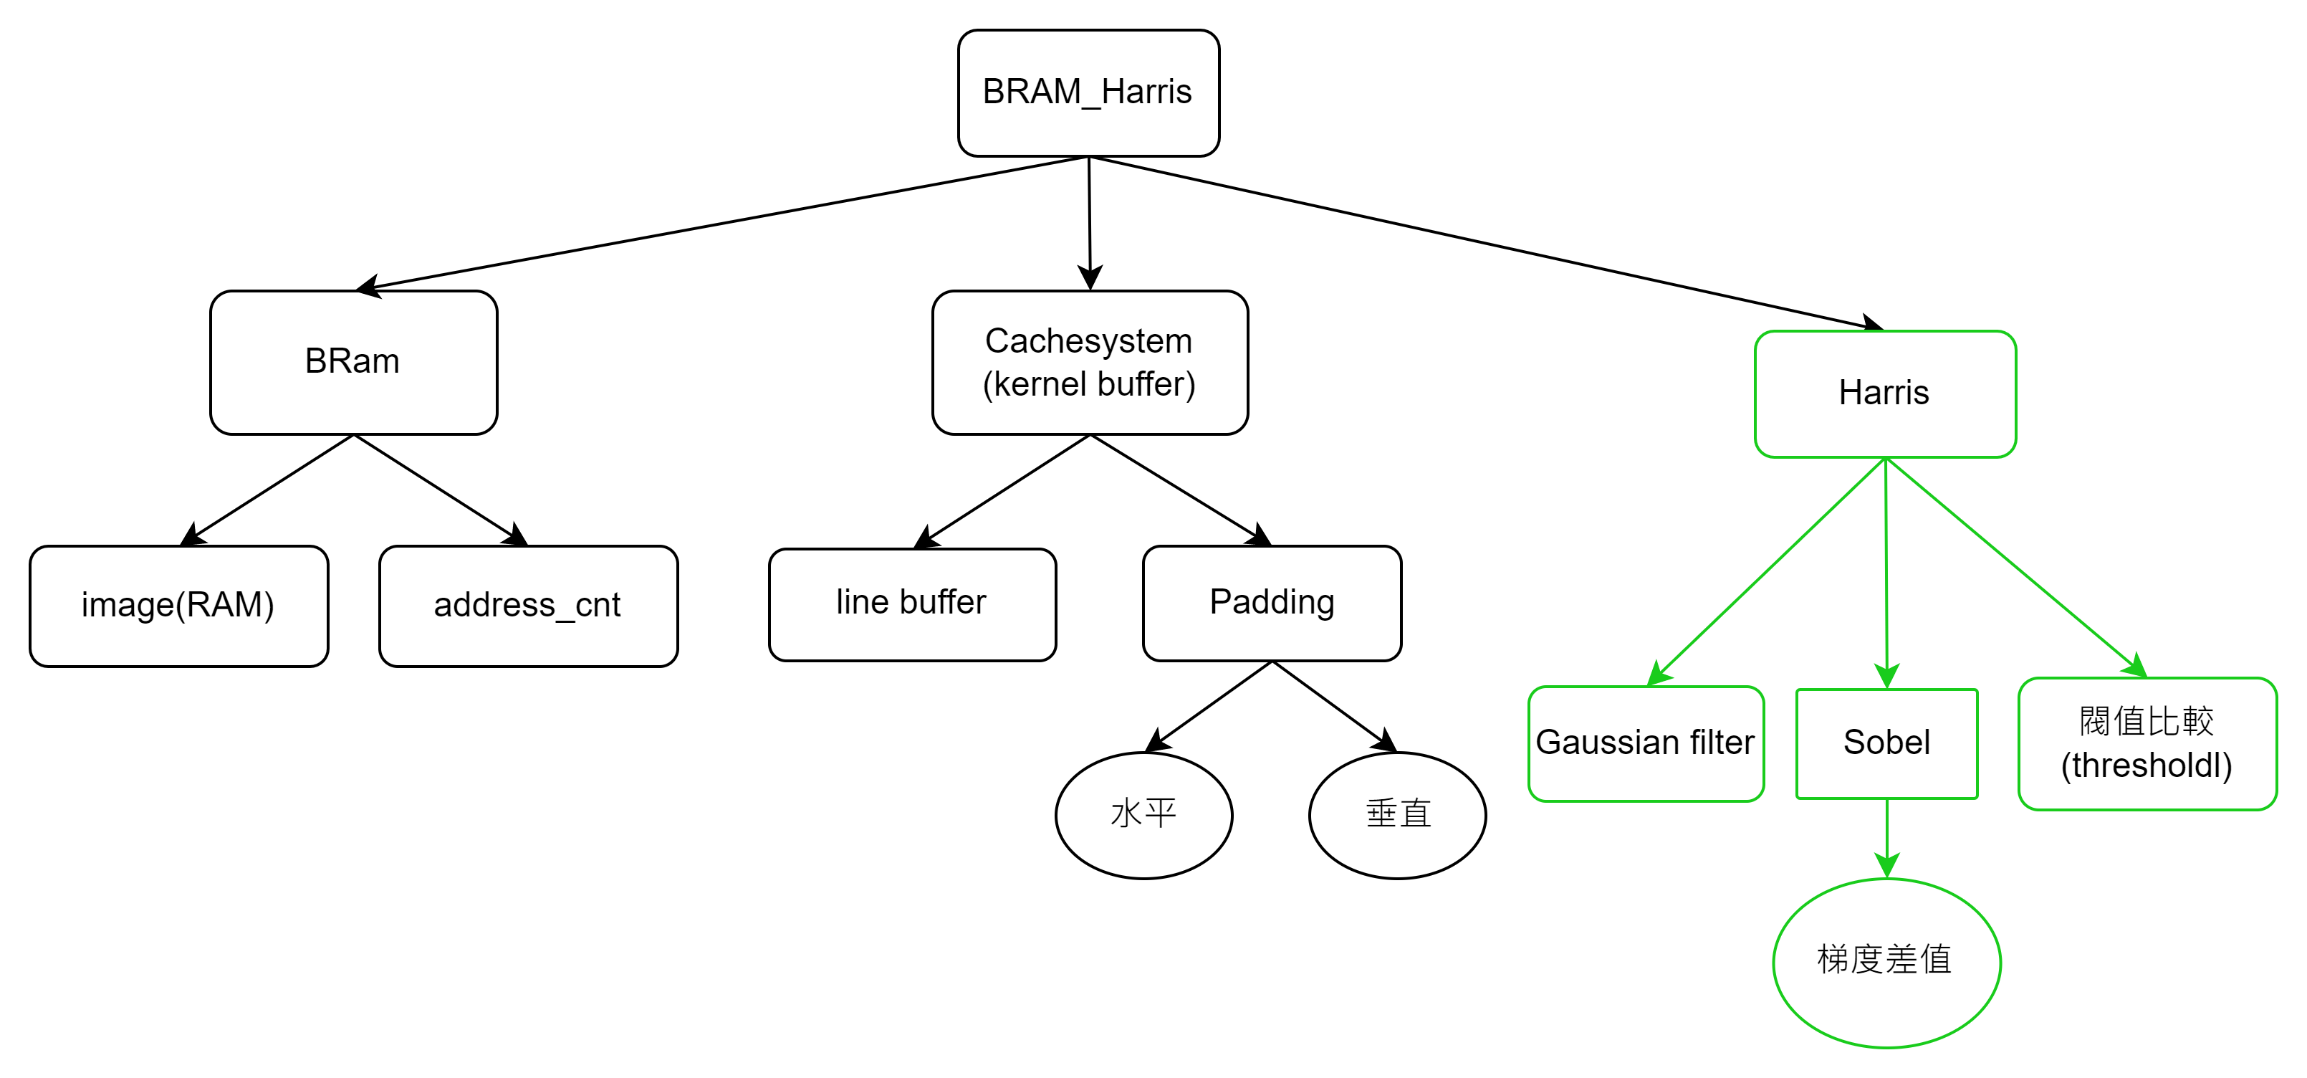 BRAM_Harris
BRam
Cachesystem
(kernel buffer)
Harris
image(RAM)
address_cnt
line buffer
Padding
Gaussian filter
Sobel
閥值比較
(thresholdl)
水平
垂直
梯度差值